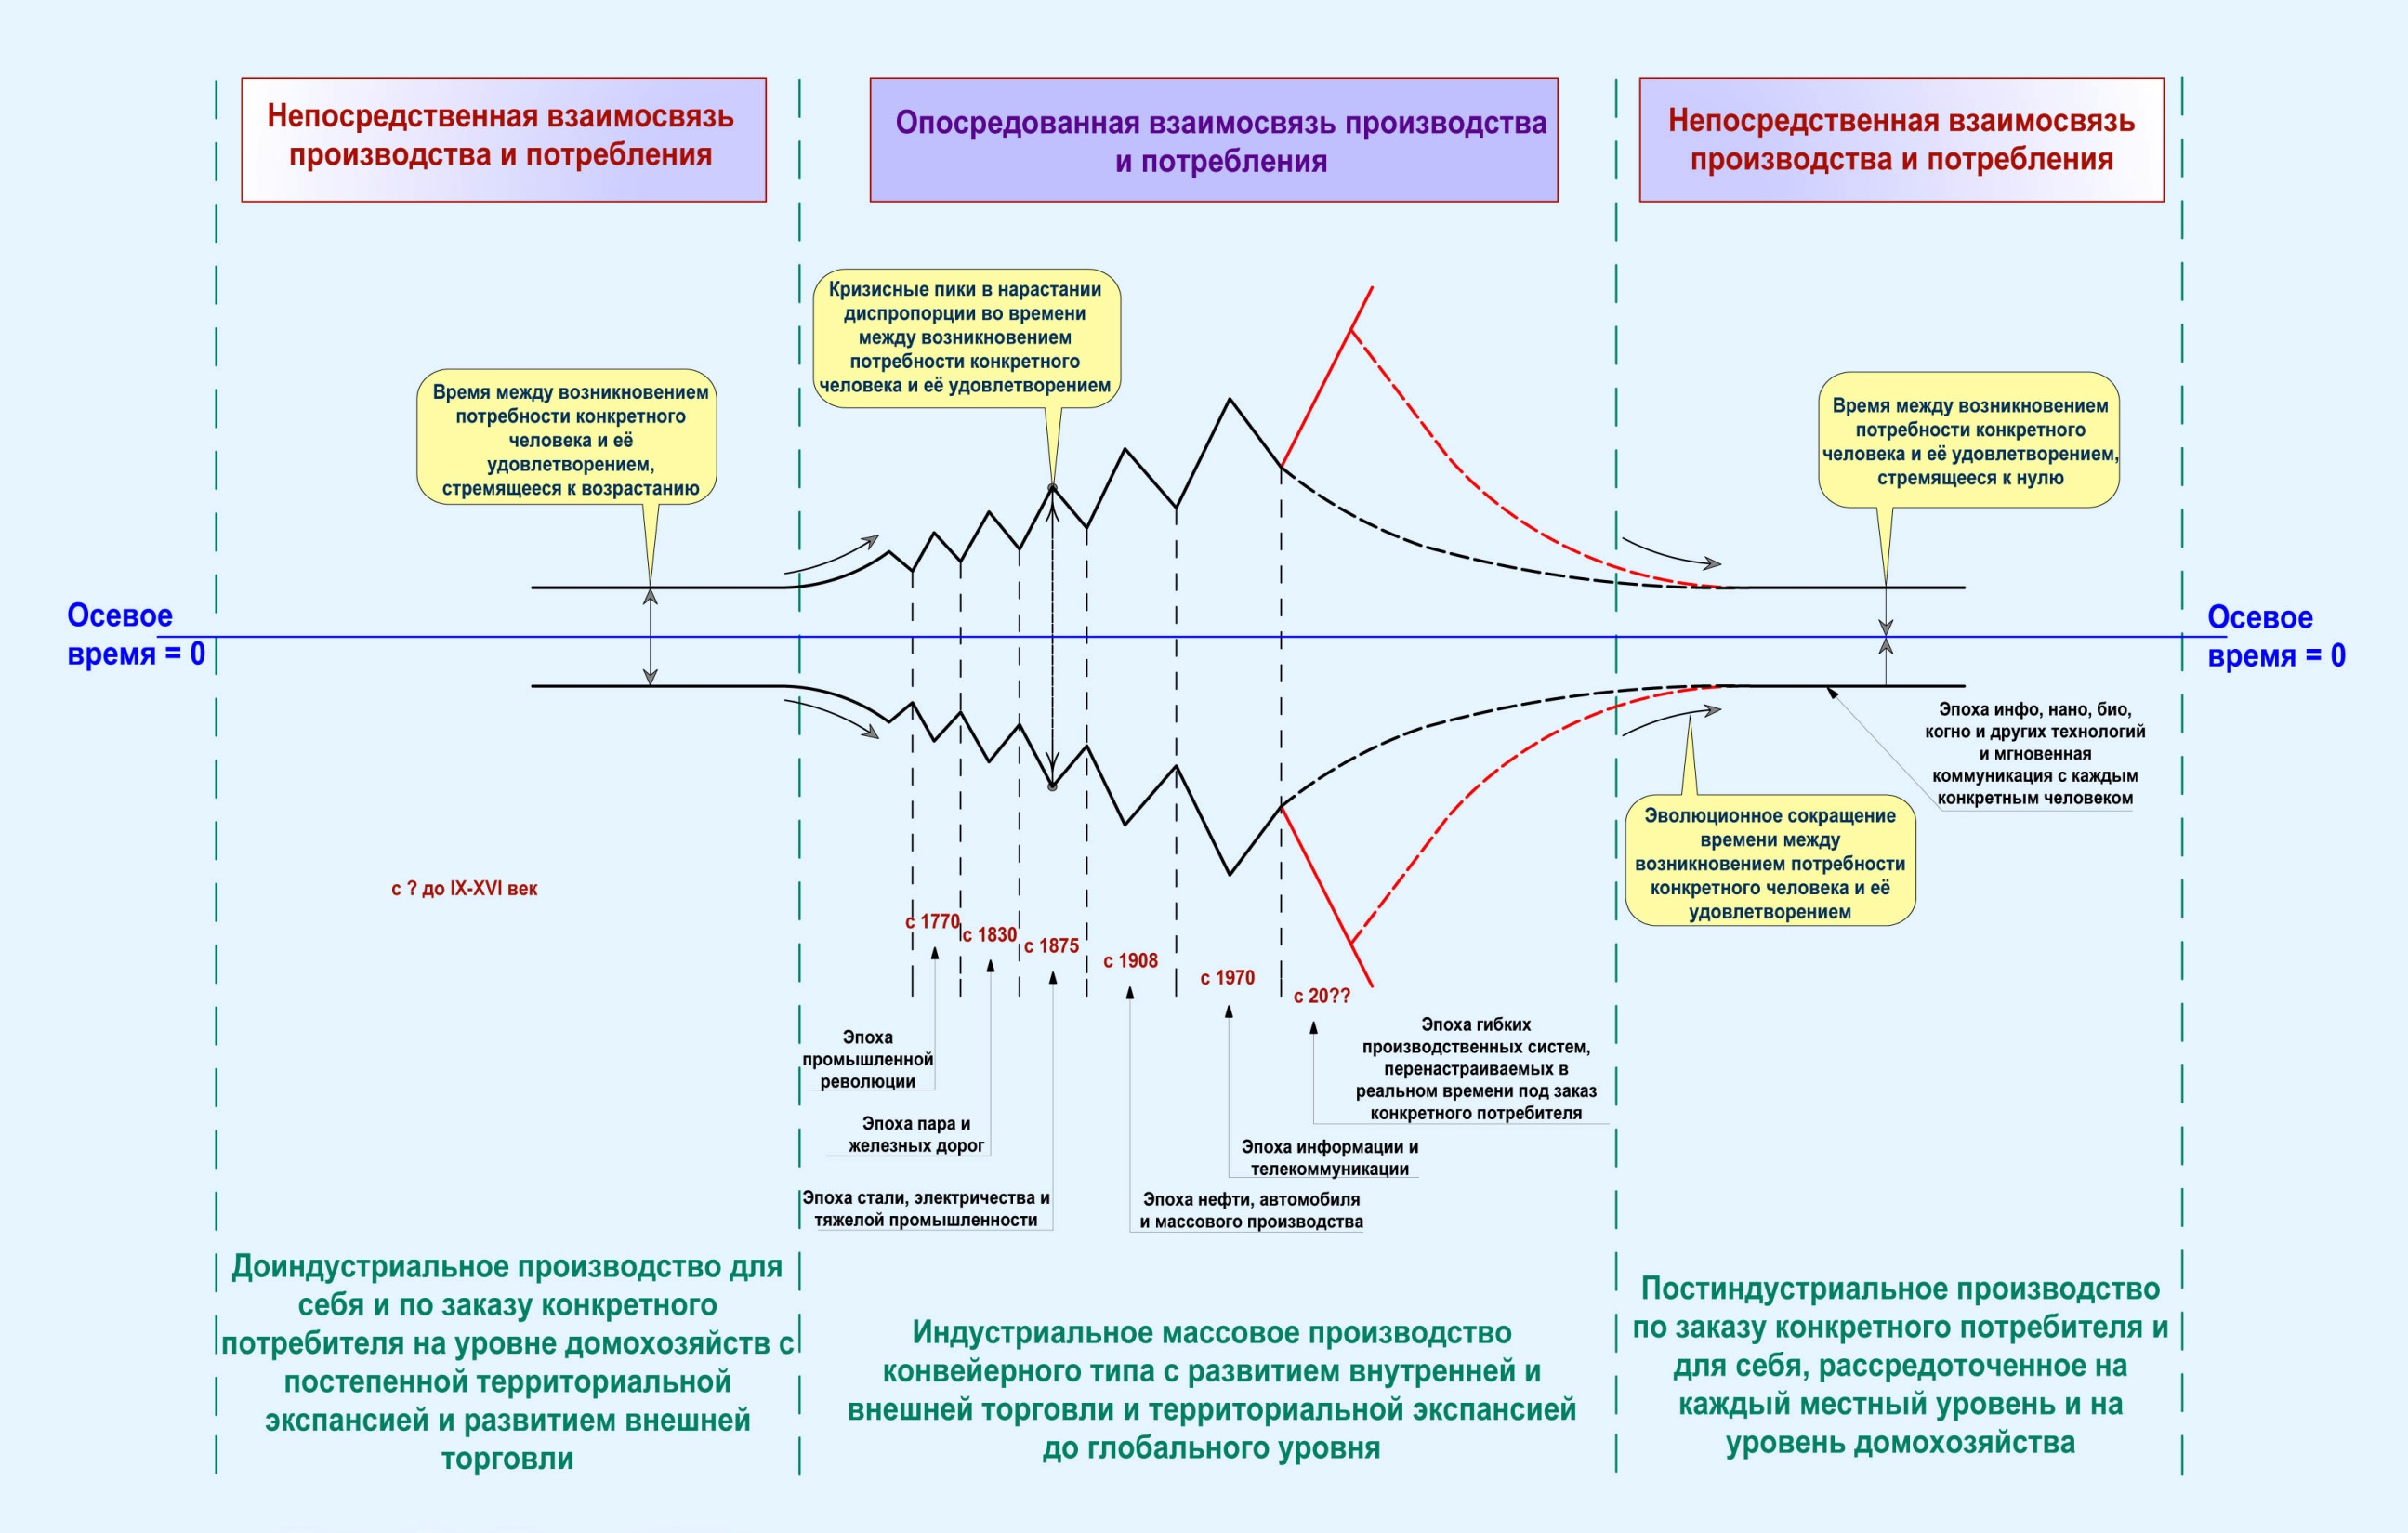 Непосредственная взаимосвязь
производства и потребления
Опосредованная взаимосвязь производства
и потребления
Непосредственная взаимосвязь
производства и потребления
Кризисные пики в нарастании
диспропорции во времени
между возникновением
потребности конкретного
человека и её удовлетворением
Время между возникновением
потребности конкретного
человека и её
удовлетворением,
стремящееся к возрастанию
Время между возникновением
потребности конкретного
человека и её удовлетворением,
стремящееся к нулю
Осевое
время = 0
Осевое
время = 0
Эпоха инфо, нано, био,
когно и других технологий
и мгновенная
коммуникация с каждым
конкретным человеком
Эволюционное сокращение
времени между
возникновением потребности
конкретного человека и её
удовлетворением
с ? до IX-XVI век
с 1770
с 1830
с 1875
с 1908
с 1970
с 20??
Эпоха
промышленной
революции
Эпоха гибких
производственных систем,
перенастраиваемых в
реальном времени под заказ
конкретного потребителя
Эпоха пара и
железных дорог
Эпоха информации и
телекоммуникации
Эпоха стали, электричества и
тяжелой промышленности
Эпоха нефти, автомобиля
и массового производства
Доиндустриальное производство для
себя и по заказу конкретного
потребителя на уровне домохозяйств с
постепенной территориальной
экспансией и развитием внешней
торговли
Индустриальное массовое производство
конвейерного типа с развитием внутренней и
внешней торговли и территориальной экспансией
до глобального уровня
Постиндустриальное производство
по заказу конкретного потребителя и
для себя, рассредоточенное на
каждый местный уровень и на
уровень домохозяйства